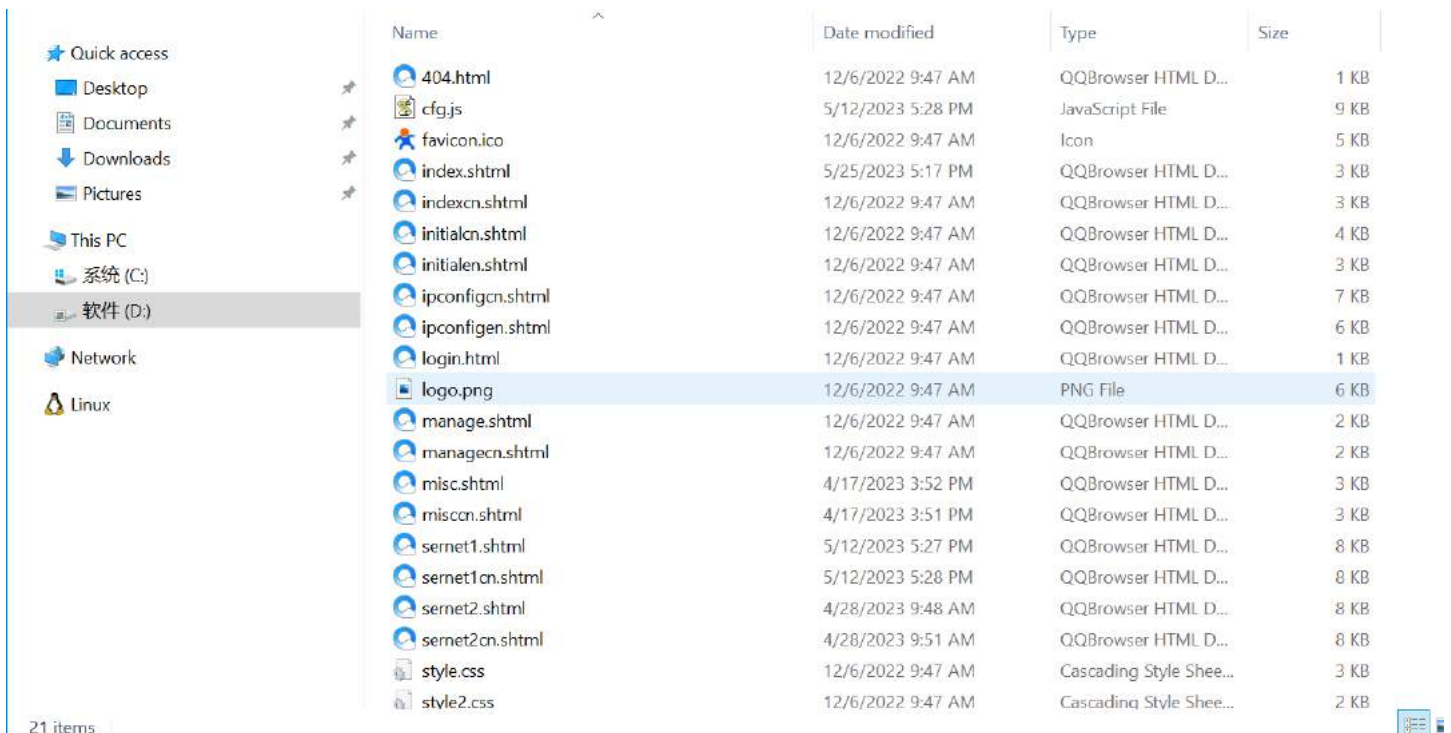 Name Date modified Type Size
Quick access
Desktop
Documents
Downloads
Pictures
This PC
系统 (C:)
软件 (D:)
Network
Linux
404.html 12/6/2022 9:47 AM QQBrowser HTML D... 1 KB
cfg.js 5/12/2023 5:28 PM JavaScript File 9 KB
favicon.ico 12/6/2022 9:47 AM Icon 5 KB
index.shtml 5/25/2023 5:17 PM QQBrowser HTML D... 3 KB
indexcn.shtml 12/6/2022 9:47 AM QQBrowser HTML D... 3 KB
initialcn.shtml 12/6/2022 9:47 AM QQBrowser HTML D... 4 KB
initialen.shtml 12/6/2022 9:47 AM QQBrowser HTML D... 3 KB
ipconfigcn.shtml 12/6/2022 9:47 AM QQBrowser HTML D... 7 KB
ipconfigen.shtml 12/6/2022 9:47 AM QQBrowser HTML D... 6 KB
login.html 12/6/2022 9:47 AM QQBrowser HTML D... 1 KB
logo.png 12/6/2022 9:47 AM PNG File 6 KB
manage.shtml 12/6/2022 9:47 AM QQBrowser HTML D... 2 KB
managecn.shtml 12/6/2022 9:47 AM QQBrowser HTML D... 2 KB
misc.shtml 4/17/2023 3:52 PM QQBrowser HTML D... 3 KB
misccn.shtml 4/17/2023 3:51 PM QQBrowser HTML D... 3 KB
sernet1.shtml 5/12/2023 5:27 PM QQBrowser HTML D... 8 KB
sernet1cn.shtml 5/12/2023 5:28 PM QQBrowser HTML D... 8 KB
sernet2.shtml 4/28/2023 9:48 AM QQBrowser HTML D... 8 KB
sernet2cn.shtml 4/28/2023 9:51 AM QQBrowser HTML D... 8 KB
style.css 12/6/2022 9:47 AM Cascading Style Shee... 3 KB
style2.css 12/6/2022 9:47 AM Cascading Style Shee... 2 KB
21 items